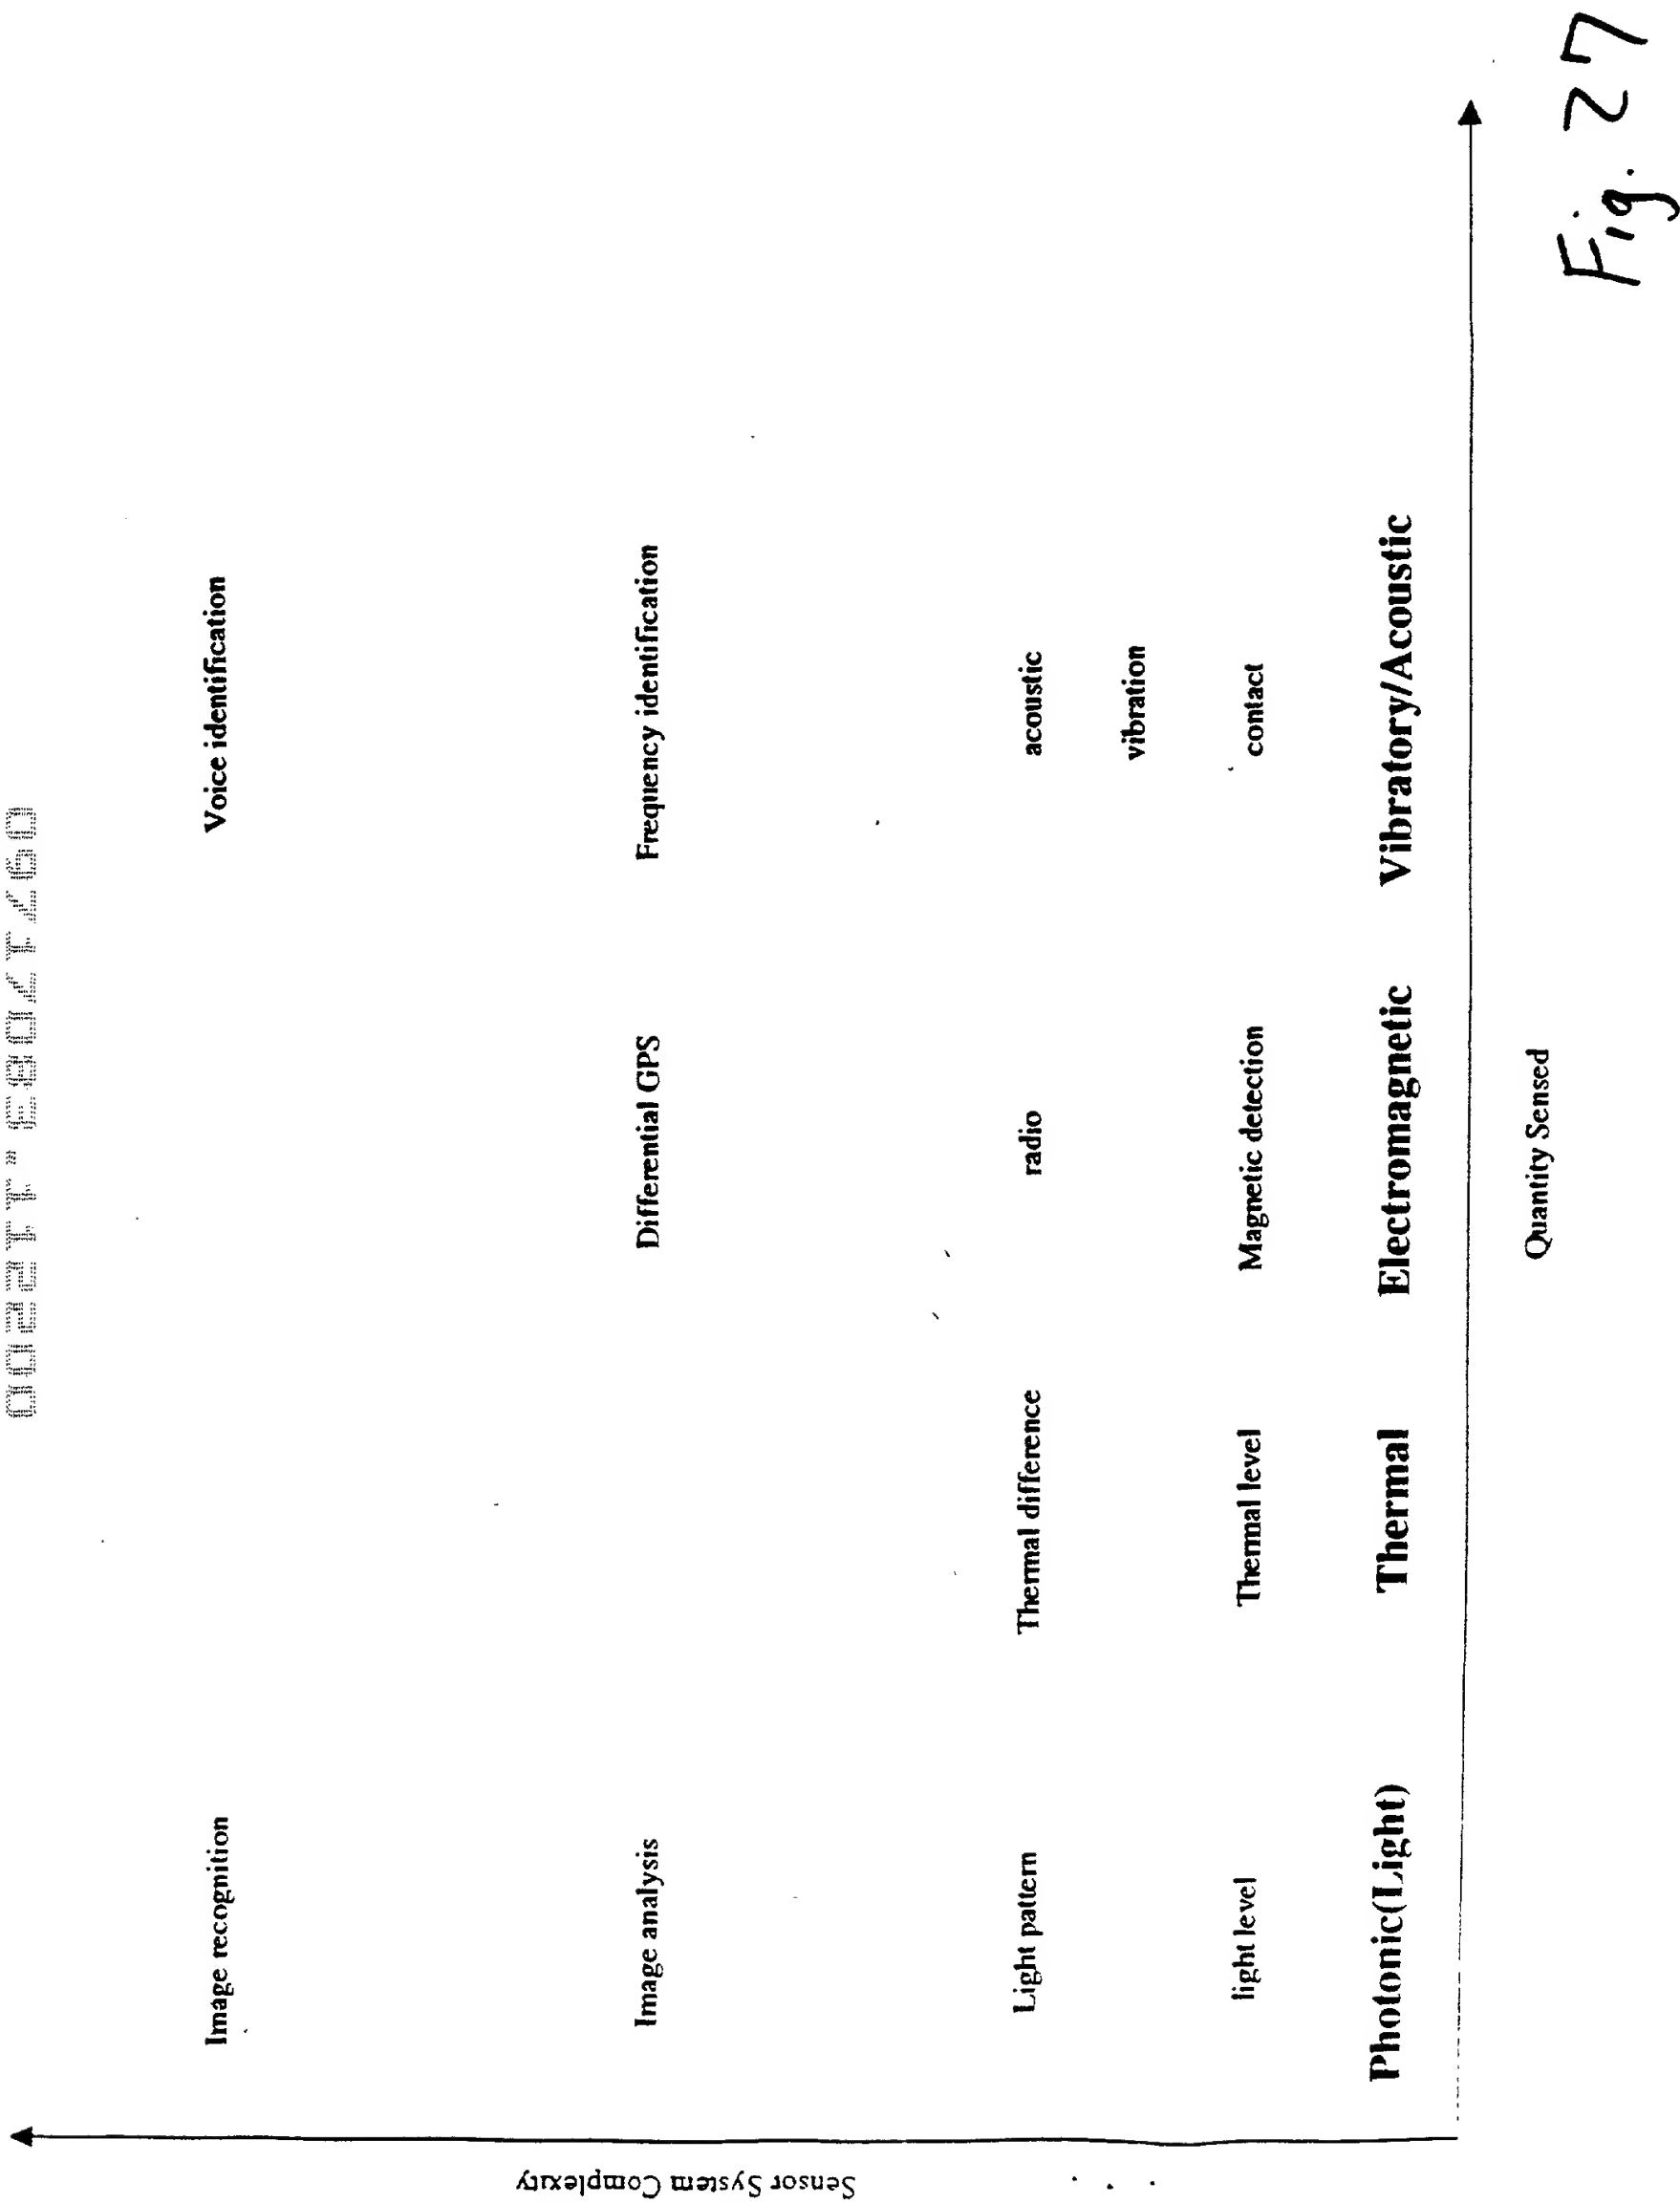 Image recognition
Voice identification
Image analysis
Differential GPS
Frequency identification
Light pattern
Thermal difference
radio
acoustic
vibration
light level
Thermal level
Magnetic detection
contact
Photonic(Light)
Thermal
Electromagnetic
Vibratory/Acoustic
Sensor System Complexity
Quantity Sensed
Fig. 27